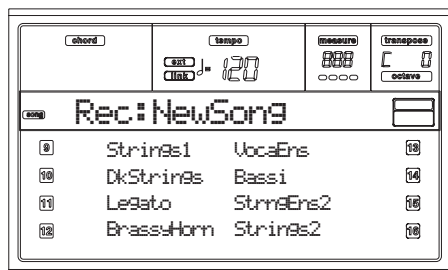 chord tempo measure transpose
ext link ♩= 120 888 C 0
octave
song Rec:NewSong
9 Strings1 VocaEns 13
10 DkStrings Bassi 14
11 Legato StrngEns2 15
12 BrassyHorn Strings2 16